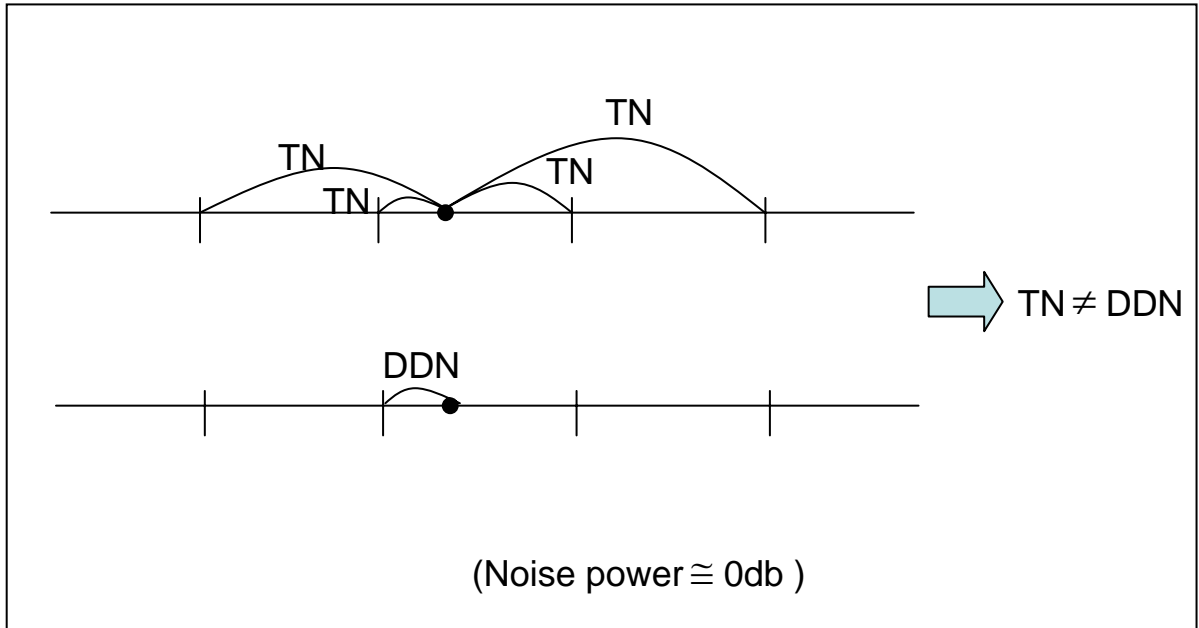 TN
TN
TN
TN
TN ≠ DDN
DDN
(Noise power ≅ 0db )